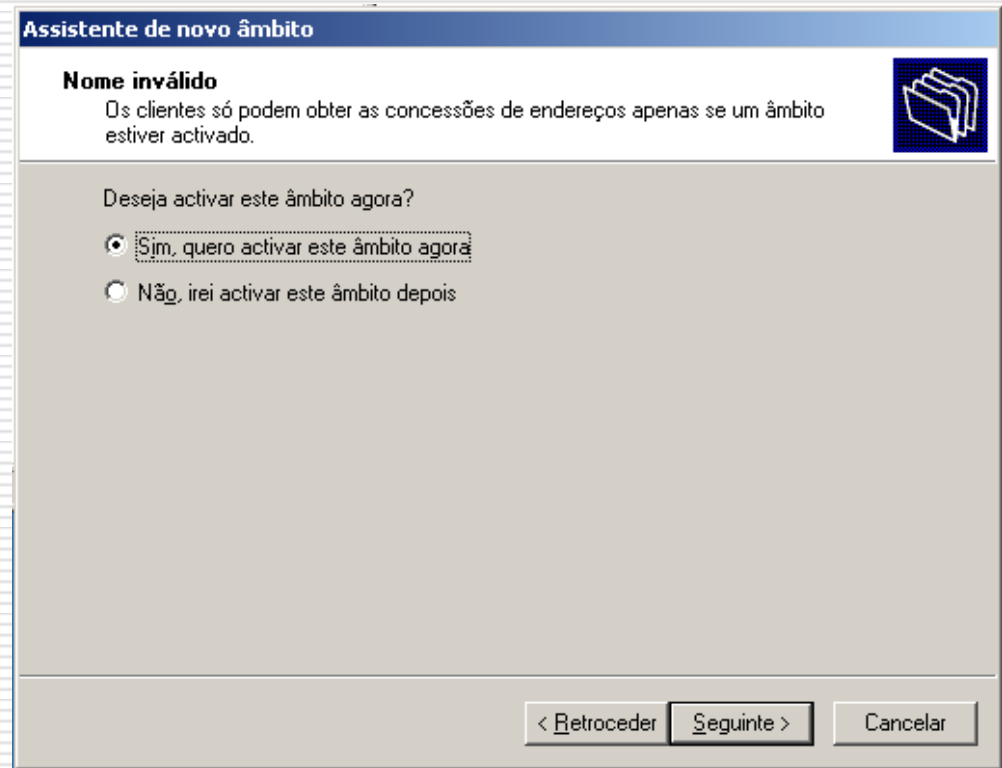 Assistente de novo âmbito
Nome inválido
Os clientes só podem obter as concessões de endereços apenas se um âmbito
estiver activado.
Deseja activar este âmbito agora?
Sim, quero activar este âmbito agora
Não, irei activar este âmbito depois
< Retroceder
Seguinte >
Cancelar